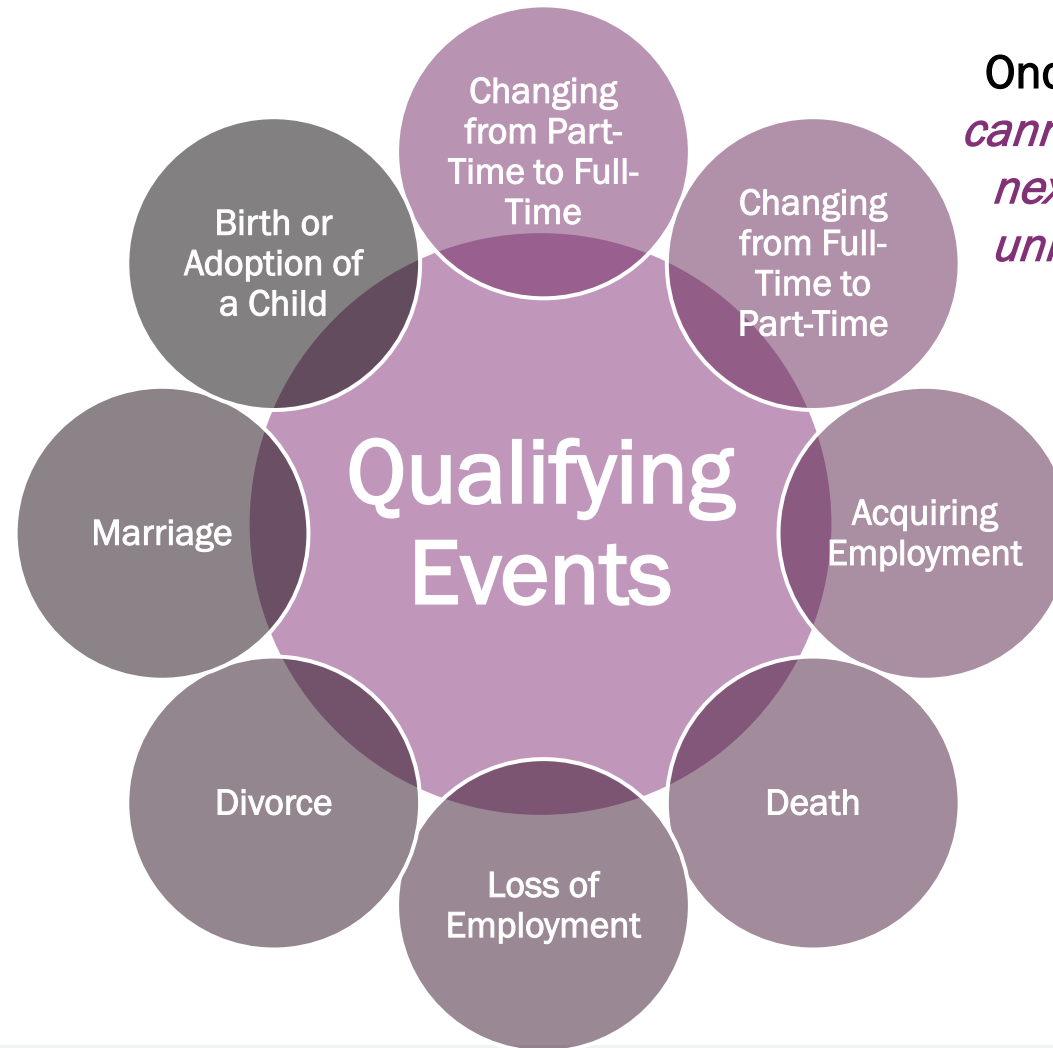 Changing
from Part-
Time to Full-
Time
Changing
from Full-
Time to
Part-Time
Acquiring
Employment
Death
Loss of
Employment
Divorce
Marriage
Birth or
Adoption of
a Child
Qualifying
Events